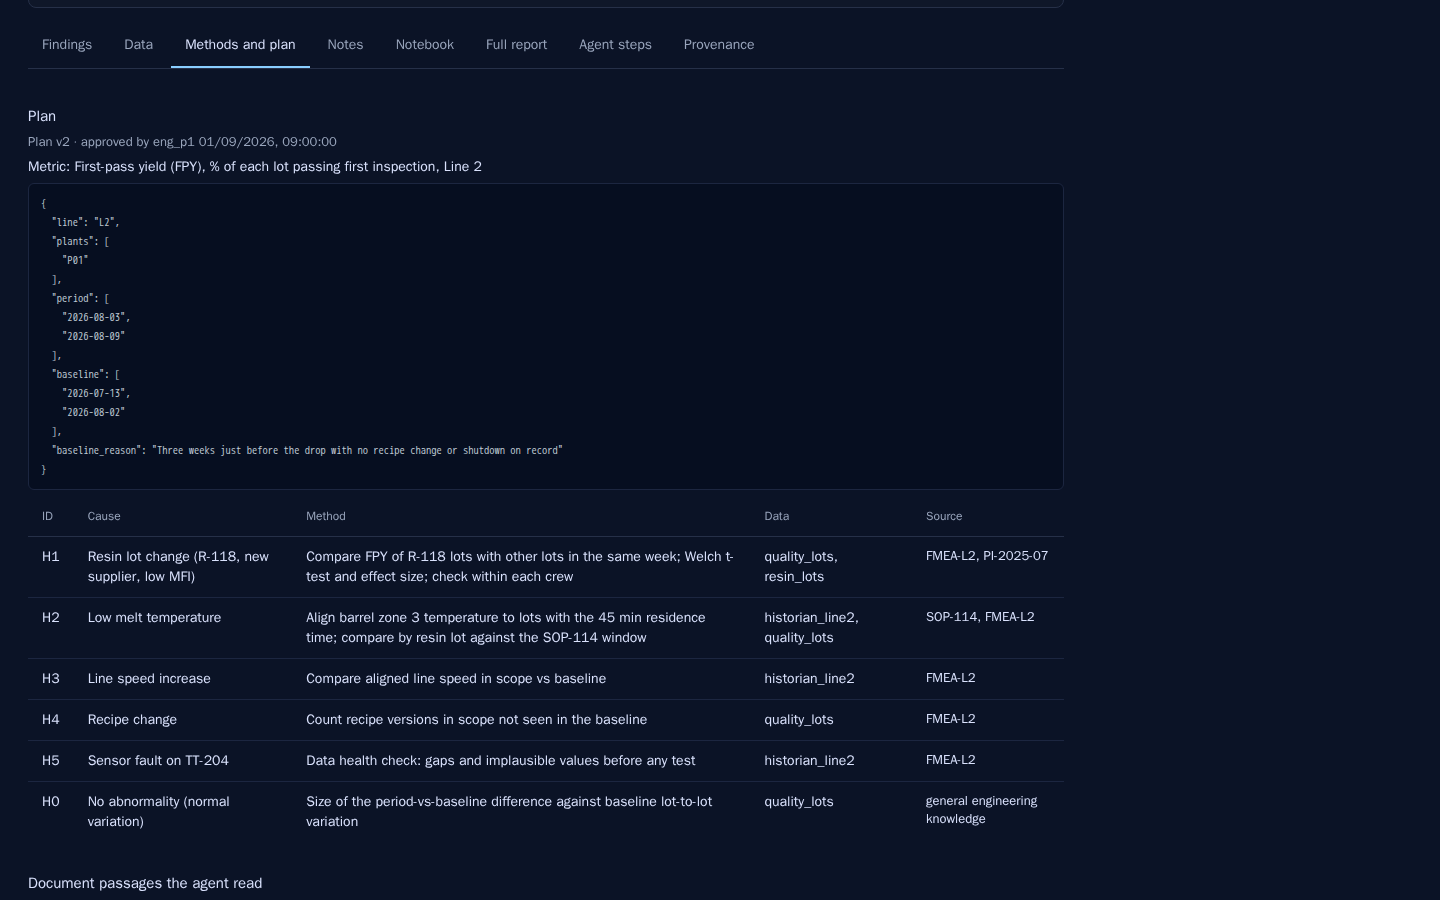 Findings Data Methods and plan Notes Notebook Full report Agent steps Provenance
Plan
Plan v2 · approved by eng_p1 01/09/2026, 09:00:00
Metric: First-pass yield (FPY), % of each lot passing first inspection, Line 2
{
"line": "L2",
"plants": [
"P01"
],
"period": [
"2026-08-03",
"2026-08-09"
],
"baseline": [
"2026-07-13",
"2026-08-02"
],
"baseline_reason": "Three weeks just before the drop with no recipe change or shutdown on record"
}
ID Cause Method Data Source
H1 Resin lot change (R-118, new Compare FPY of R-118 lots with other lots in the same week; Welch t- quality_lots, FMEA-L2, PI-2025-07
supplier, low MFI) test and effect size; check within each crew resin_lots
H2 Low melt temperature Align barrel zone 3 temperature to lots with the 45 min residence historian_line2, SOP-114, FMEA-L2
time; compare by resin lot against the SOP-114 window quality_lots
H3 Line speed increase Compare aligned line speed in scope vs baseline historian_line2 FMEA-L2
H4 Recipe change Count recipe versions in scope not seen in the baseline quality_lots FMEA-L2
H5 Sensor fault on TT-204 Data health check: gaps and implausible values before any test historian_line2 FMEA-L2
H0 No abnormality (normal Size of the period-vs-baseline difference against baseline lot-to-lot quality_lots general engineering
variation) variation knowledge
Document passages the agent read